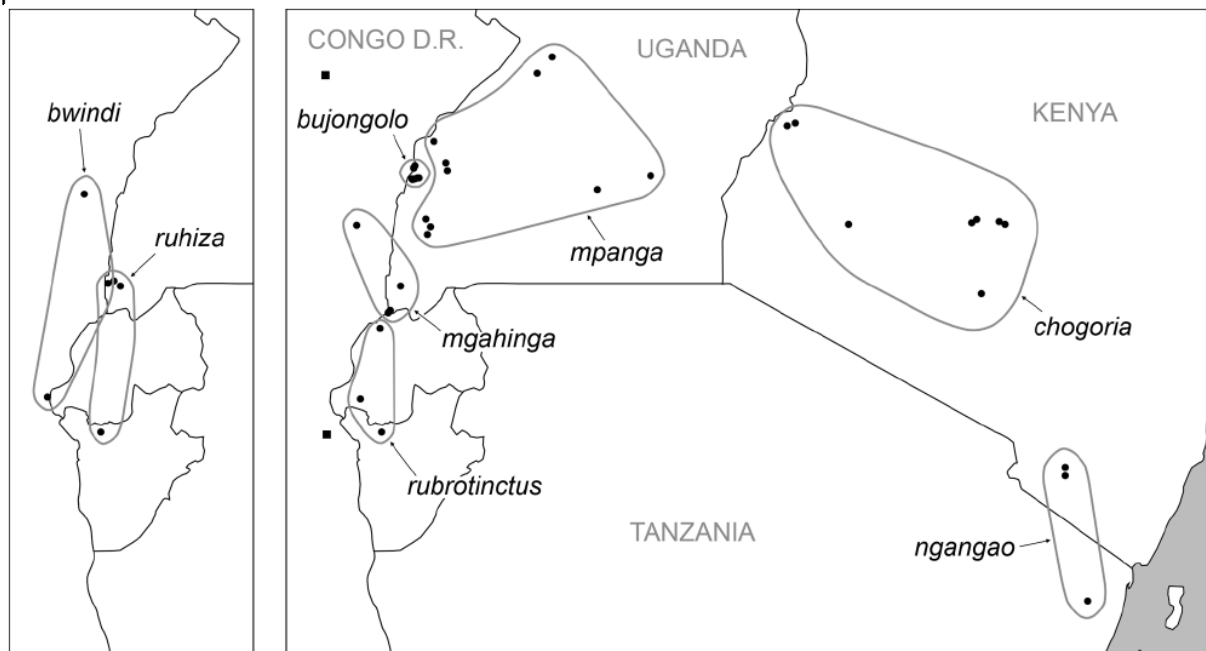 bwindi
ruhiza
CONGO D.R.
UGANDA
KENYA
bujongolo
mpanga
mgahinga
chogoria
rubrotinctus
TANZANIA
ngangao